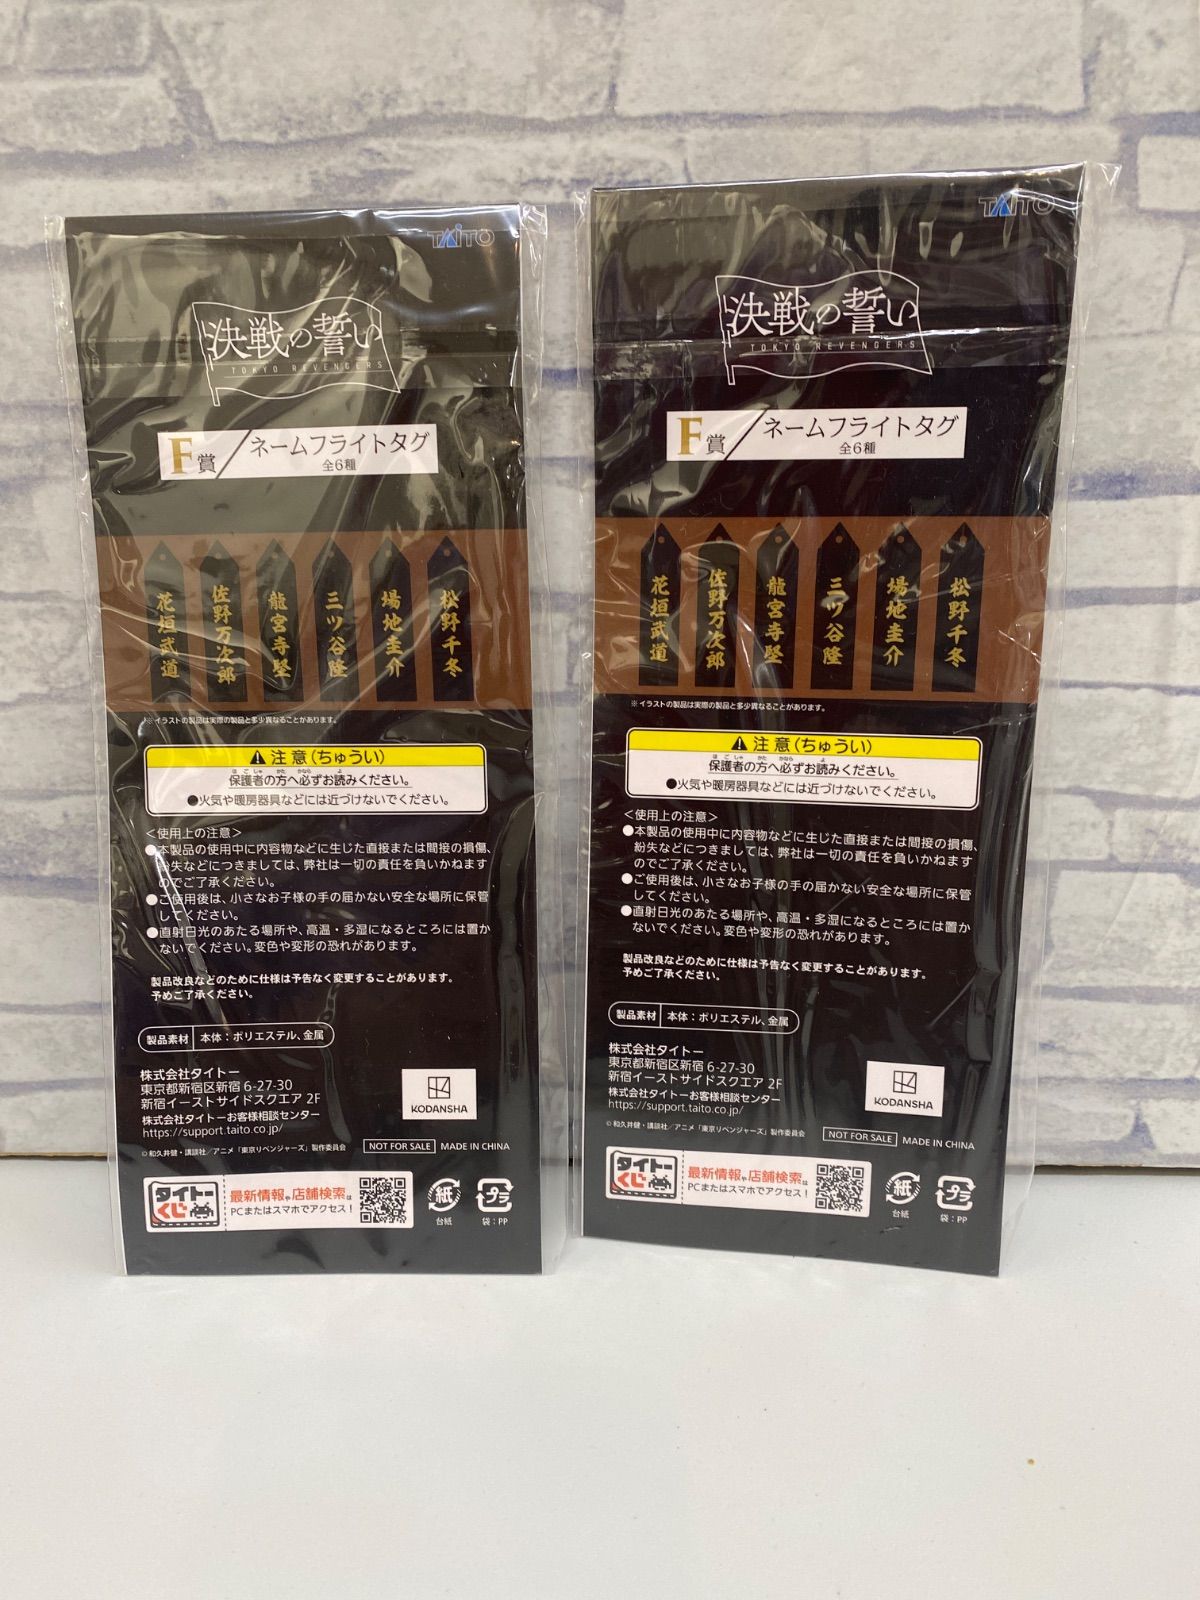 TAITO
決戦の誓い
TOKYO REVENGERS
F賞/ネームフライトタグ
全6種
花垣武道
佐野万次郎
龍宮寺堅
三ツ谷隆
場地圭介
松野千冬
※イラストの製品は実際の製品と多少異なることがあります。
⚠注意(ちゅうい)
保護者の方へ必ずお読みください。
●火気や暖房器具などには近づけないでください。
<使用上の注意>
●本製品の使用中に内容物などに生じた直接または間接の損傷、
紛失などにつきましては、弊社は一切の責任を負いかねます
のでご了承ください。
●ご使用後は、小さなお子様の手の届かない安全な場所に保管
してください。
●直射日光のあたる場所や、高温・多湿になるところには置か
ないでください。変色や変形の恐れがあります。
製品改良などのために仕様は予告なく変更することがあります。
予めご了承ください。
製品素材 本体:ポリエステル、金属
株式会社タイトー
東京都新宿区新宿 6-27-30
新宿イーストサイドスクエア 2F
株式会社タイトーお客様相談センター
https://support.taito.co.jp/
KODANSHA
©和久井健・講談社/アニメ「東京リベンジャーズ」製作委員会
NOT FOR SALE MADE IN CHINA
タイトーくじ
最新情報や店舗検索は
PCまたはスマホでアクセス!
紙
台紙
プラ
袋:PP
TAITO
決戦の誓い
TOKYO REVENGERS
F賞/ネームフライトタグ
全6種
花垣武道
佐野万次郎
龍宮寺堅
三ツ谷隆
場地圭介
松野千冬
※イラストの製品は実際の製品と多少異なることがあります。
⚠注意(ちゅうい)
保護者の方へ必ずお読みください。
●火気や暖房器具などには近づけないでください。
<使用上の注意>
●本製品の使用中に内容物などに生じた直接または間接の損傷、
紛失などにつきましては、弊社は一切の責任を負いかねます
のでご了承ください。
●ご使用後は、小さなお子様の手の届かない安全な場所に保管
してください。
●直射日光のあたる場所や、高温・多湿になるところには置か
ないでください。変色や変形の恐れがあります。
製品改良などのために仕様は予告なく変更することがあります。
予めご了承ください。
製品素材 本体:ポリエステル、金属
株式会社タイトー
東京都新宿区新宿 6-27-30
新宿イーストサイドスクエア 2F
株式会社タイトーお客様相談センター
https://support.taito.co.jp/
KODANSHA
©和久井健・講談社/アニメ「東京リベンジャーズ」製作委員会
NOT FOR SALE MADE IN CHINA
タイトーくじ
最新情報や店舗検索は
PCまたはスマホでアクセス!
紙
台紙
プラ
袋:PP